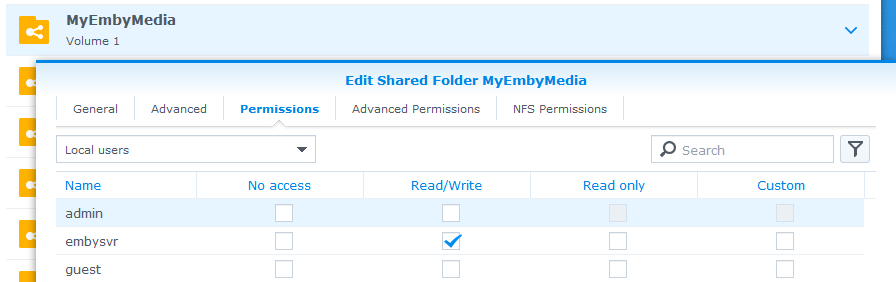 MyEmbyMedia
Volume 1
Edit Shared Folder MyEmbyMedia
General Advanced Permissions Advanced Permissions NFS Permissions
Local users Search
Name No access Read/Write Read only Custom
admin
embysvr
guest